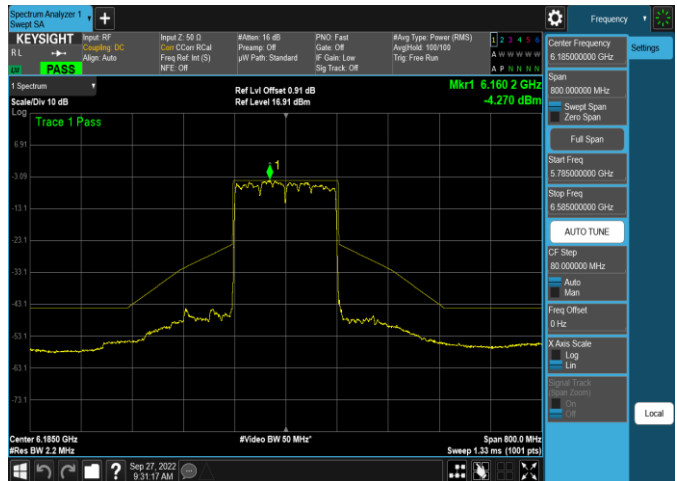 Spectrum Analyzer 1
Swept SA
Frequency
KEYSIGHT
RL
PASS
Input: RF
Coupling: DC
Align: Auto
Input Z: 50 Ω
Corr CCorr RCal
Freq Ref: Int (S)
NFE: Off
#Atten: 16 dB
Preamp: Off
µW Path: Standard
PNO: Fast
Gate: Off
IF Gain: Low
Sig Track: Off
#Avg Type: Power (RMS)
Avg|Hold: 100/100
Trig: Free Run
1 2 3 4 5 6
A W W W W W
A P N N N N
1 Spectrum
Scale/Div 10 dB
Log
Ref Lvl Offset 0.91 dB
Ref Level 16.91 dBm
Mkr1 6.160 2 GHz
-4.270 dBm
Trace 1 Pass
1
6.91
-3.09
-13.1
-23.1
-33.1
-43.1
-53.1
-63.1
-73.1
Center 6.1850 GHz
#Res BW 2.2 MHz
#Video BW 50 MHz*
Span 800.0 MHz
Sweep 1.33 ms (1001 pts)
Sep 27, 2022
9:31:17 AM
Center Frequency
6.185000000 GHz
Span
800.000000 MHz
Swept Span
Zero Span
Full Span
Start Freq
5.785000000 GHz
Stop Freq
6.585000000 GHz
AUTO TUNE
CF Step
80.000000 MHz
Auto
Man
Freq Offset
0 Hz
X Axis Scale
Log
Lin
Signal Track
(Span Zoom)
On
Off
Settings
Local